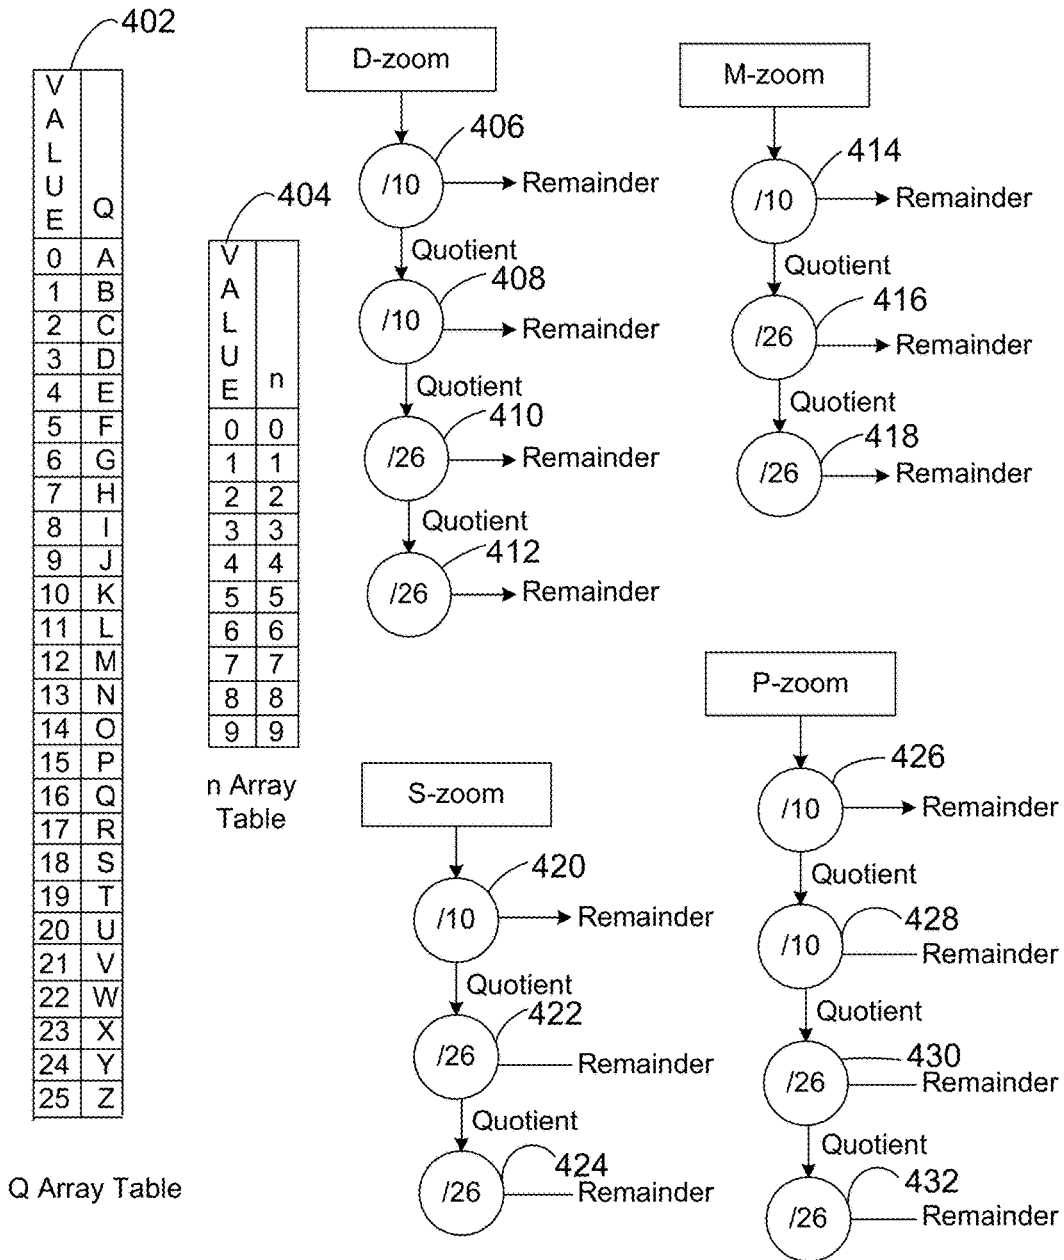 402
V
A
L
U
E
Q
0 A
1 B
2 C
3 D
4 E
5 F
6 G
7 H
8 I
9 J
10 K
11 L
12 M
13 N
14 O
15 P
16 Q
17 R
18 S
19 T
20 U
21 V
22 W
23 X
24 Y
25 Z
Q Array Table
404
V
A
L
U
E
n
0 0
1 1
2 2
3 3
4 4
5 5
6 6
7 7
8 8
9 9
n Array
Table
D-zoom
406
/10
Remainder
Quotient
408
/10
Remainder
Quotient
410
/26
Remainder
Quotient
412
/26
Remainder
M-zoom
414
/10
Remainder
Quotient
416
/26
Remainder
Quotient
418
/26
Remainder
S-zoom
420
/10
Remainder
Quotient
422
/26
Remainder
Quotient
424
/26
Remainder
P-zoom
426
/10
Remainder
Quotient
428
/10
Remainder
Quotient
430
/26
Remainder
Quotient
432
/26
Remainder